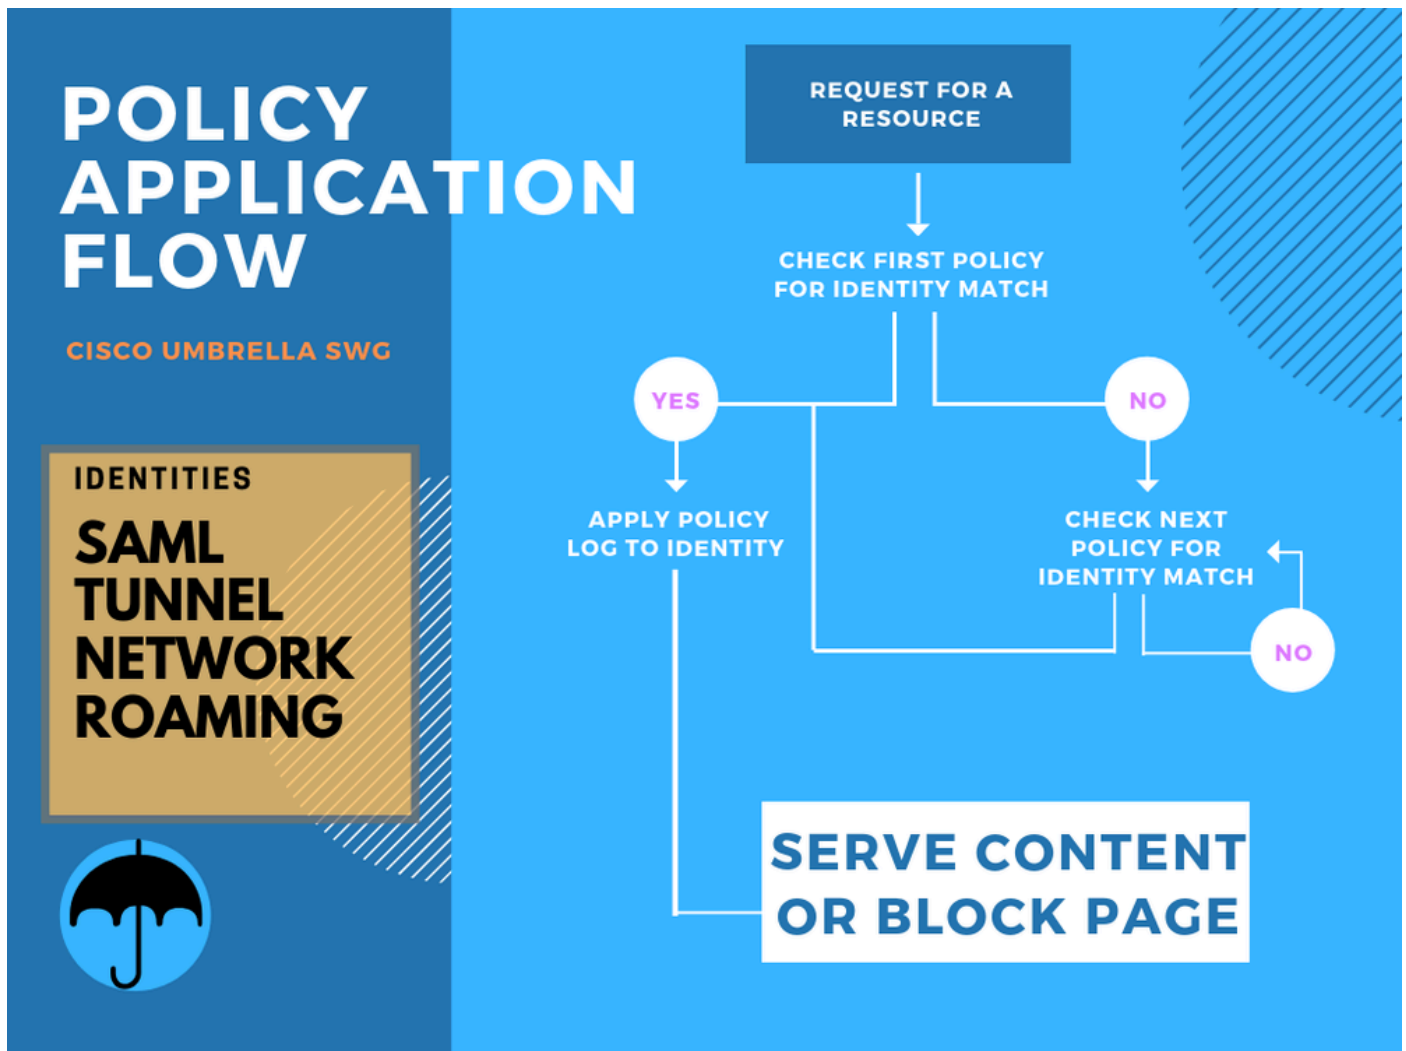 POLICY
APPLICATION
FLOW
CISCO UMBRELLA SWG
IDENTITIES
SAML
TUNNEL
NETWORK
ROAMING
REQUEST FOR A
RESOURCE
CHECK FIRST POLICY
FOR IDENTITY MATCH
YES
NO
APPLY POLICY
LOG TO IDENTITY
CHECK NEXT
POLICY FOR
IDENTITY MATCH
NO
SERVE CONTENT
OR BLOCK PAGE